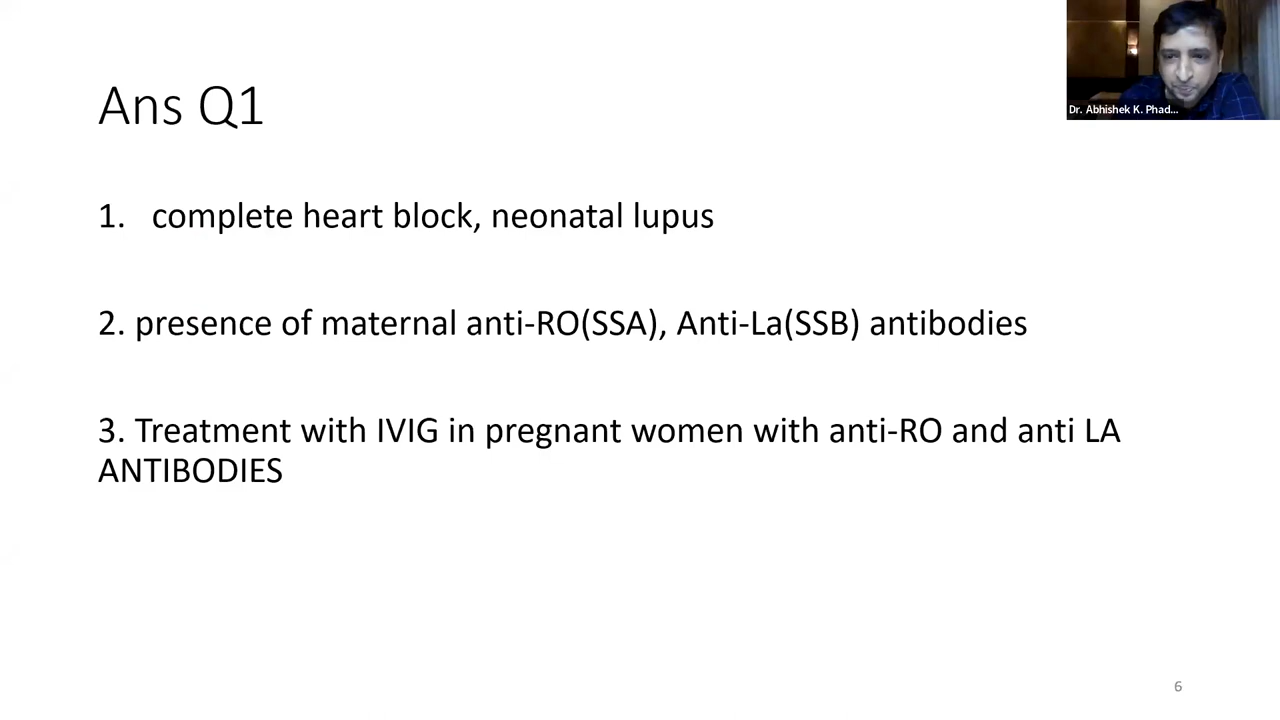 Ans Q1
Dr. Abhishek K. Phad...
1. complete heart block, neonatal lupus
2. presence of maternal anti-RO(SSA), Anti-La(SSB) antibodies
3. Treatment with IVIG in pregnant women with anti-RO and anti LA
ANTIBODIES
6